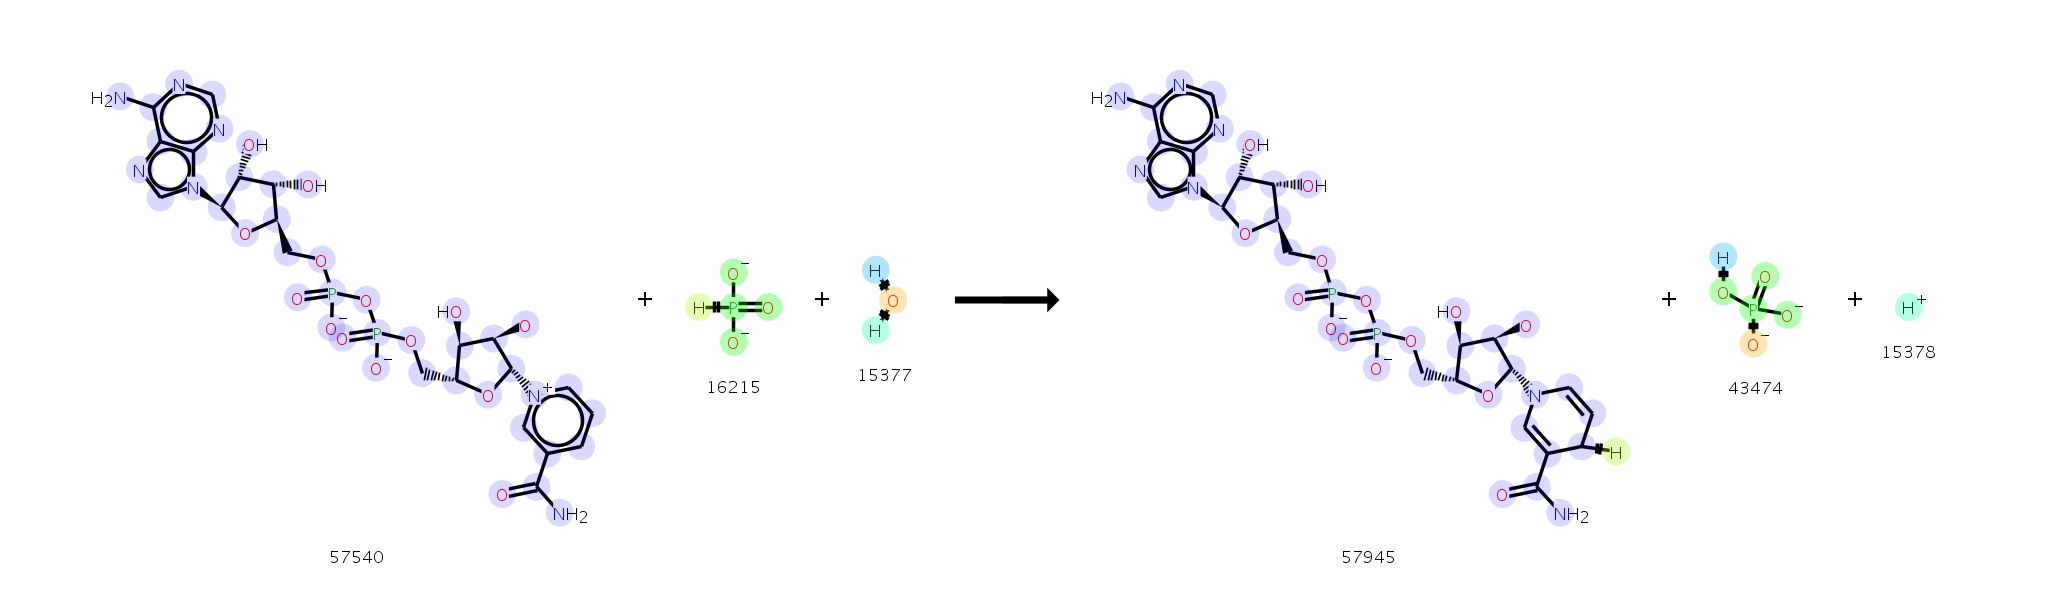 N
H2N
N
OH
N
N
OH
O
O
O P O
O−
O P O
HO
O
O−
O
N+
O
NH2
57540
+
O−
H P O
O−
16215
+
H
O
H
15377
N
H2N
N
OH
N
N
OH
O
O
O P O
O−
O P O
HO
O
O−
O
N
H
O
NH2
57945
+
H
O
O
P
O−
O−
43474
+
H+
15378